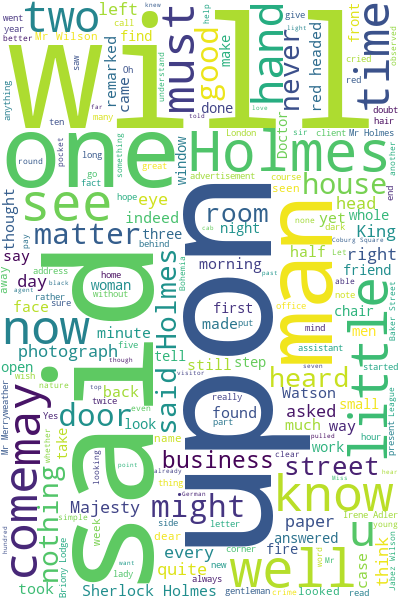 will
two
left
Mr Wilson
call
find
knew
help
must
good
done
hand
never
red headed
front
time
went
year
better
anything
saw
remarked
came
Oh
make
understand
give
light
cried
red
observed
ten
far
many
told
love
doubt
hair
one
Holmes
round
pocket
long
go
fact
something
London
Doctor
sir
client
Mr Holmes
another
see
hope
great
window
advertisement
course
seen
house
end
thought
indeed
eye
room
none
yet
dark
head
whole
matter
three
behind
cab
night
Coburg Square
Let
King
say
pay
away
day
home
woman
without
Bohemia
morning
past
half
right
able
friend
Baker Street
address
rather
sure
agent
black
face
now
minute
said
upon
man
little
first
made
put
office
note
chair
men
photograph
five
though
mind
assistant
started
open
wish
nature
said Holmes
tell
still
step
heard
seven
Mr Merryweather
may
Yes
top
twice
back
Visitor
really
found
part
Watson
asked
small
present
League
come
door
look
even
name
much
way
pulled
hour
nothing
take
looking
point
already
thing
business
clear
work
street
Miss
hear
hundred
simple
week
Majesty
German
might
know
u
Irene Adler
young
Jabez Wilson
took
Briony Lodge
want
lady
dear
side
letter
every
paper
answered
corner
fire
well
word
case
think
quite
always
new
gentleman
crime
looked
Mr
read
Sherlock Holmes